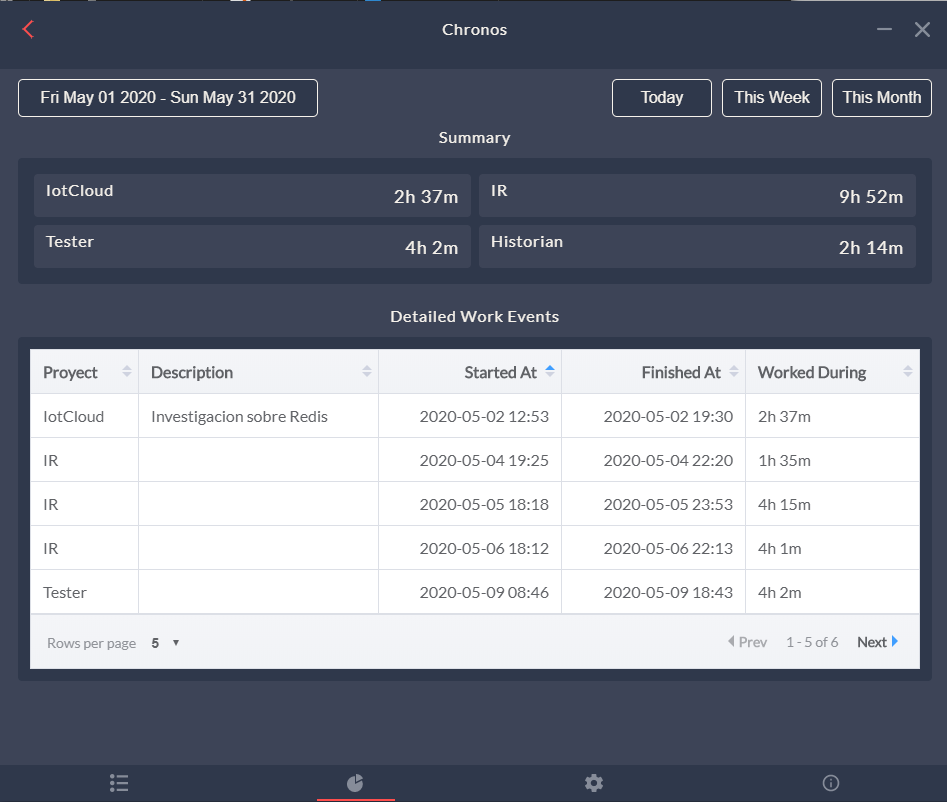 Chronos
Fri May 01 2020 - Sun May 31 2020 Today This Week This Month
Summary
IotCloud 2h 37m IR 9h 52m
Tester 4h 2m Historian 2h 14m
Detailed Work Events
Proyect Description Started At Finished At Worked During
IotCloud Investigacion sobre Redis 2020-05-02 12:53 2020-05-02 19:30 2h 37m
IR 2020-05-04 19:25 2020-05-04 22:20 1h 35m
IR 2020-05-05 18:18 2020-05-05 23:53 4h 15m
IR 2020-05-06 18:12 2020-05-06 22:13 4h 1m
Tester 2020-05-09 08:46 2020-05-09 18:43 4h 2m
Rows per page 5 Prev 1 - 5 of 6 Next